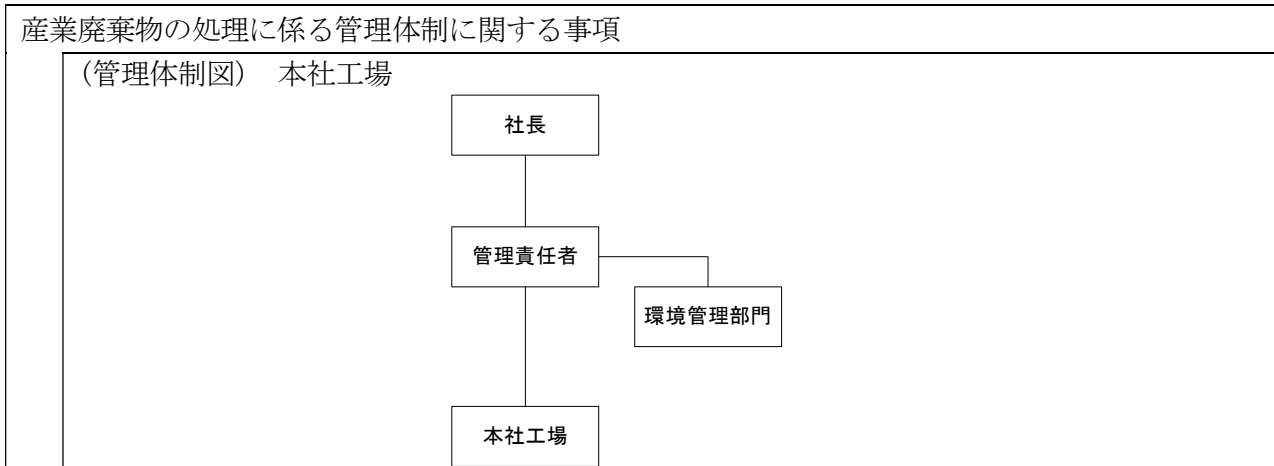 産業廃棄物の処理に係る管理体制に関する事項
（管理体制図）　本社工場
社長
管理責任者
環境管理部門
本社工場